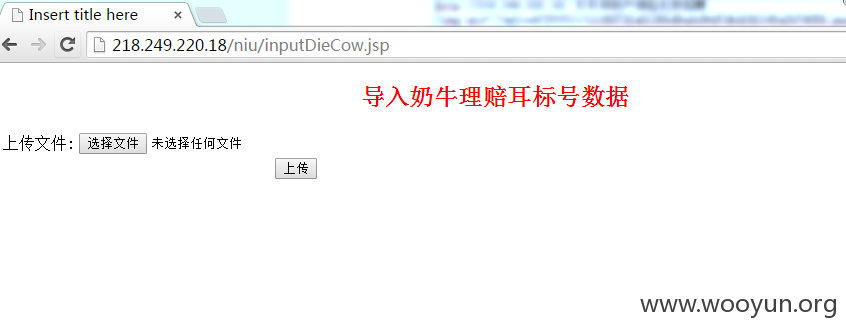 Insert title here
218.249.220.18/niu/inputDieCow.jsp
导入奶牛理赔耳标号数据
上传文件: 选择文件 未选择任何文件
上传
www.wooyun.org